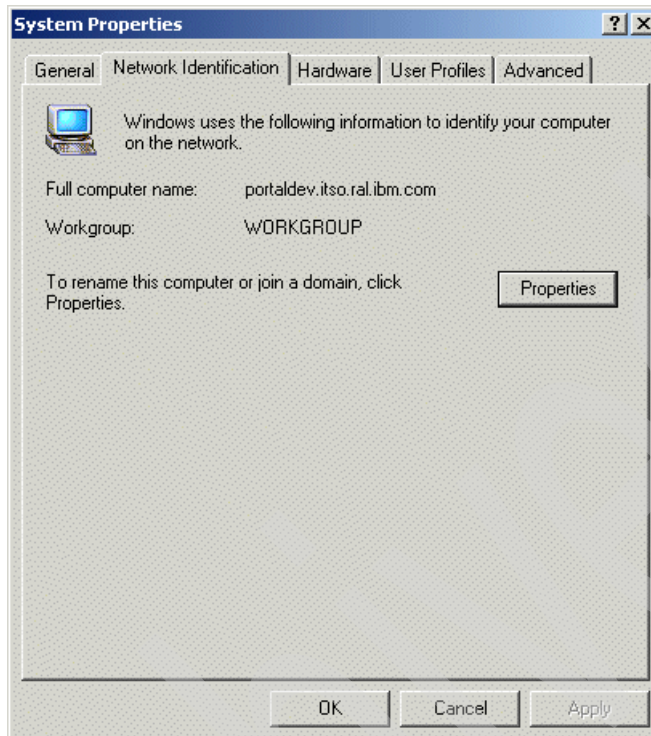 System Properties
General Network Identification Hardware User Profiles Advanced
Windows uses the following information to identify your computer
on the network.
Full computer name: portaldev.itso.ral.ibm.com
Workgroup: WORKGROUP
To rename this computer or join a domain, click
Properties.
Properties
OK Cancel Apply